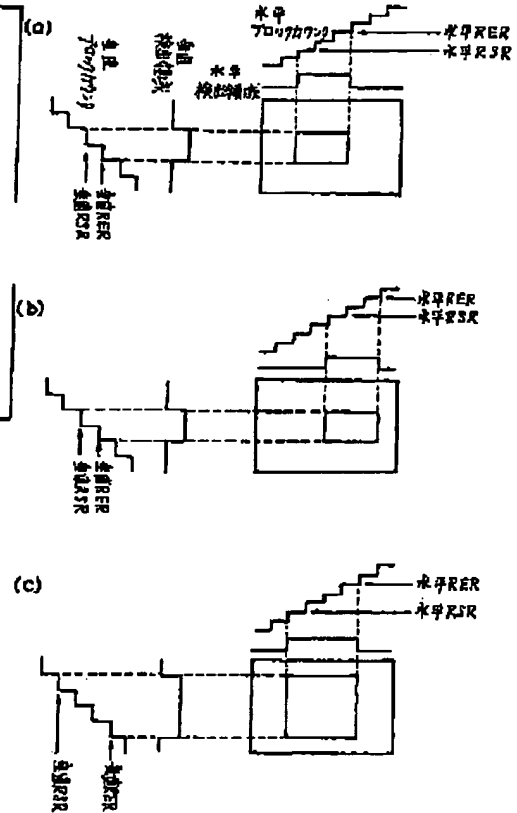 (a)
水平
ブロックカウンタ
水平RER
水平RSR
水平
検出領域
垂直
検出領域
垂直
ブロックカウンタ
垂直RSR
垂直RER
(b)
水平RER
水平RSR
垂直RSR
垂直RER
(c)
水平RER
水平RSR
垂直RSR
垂直RER